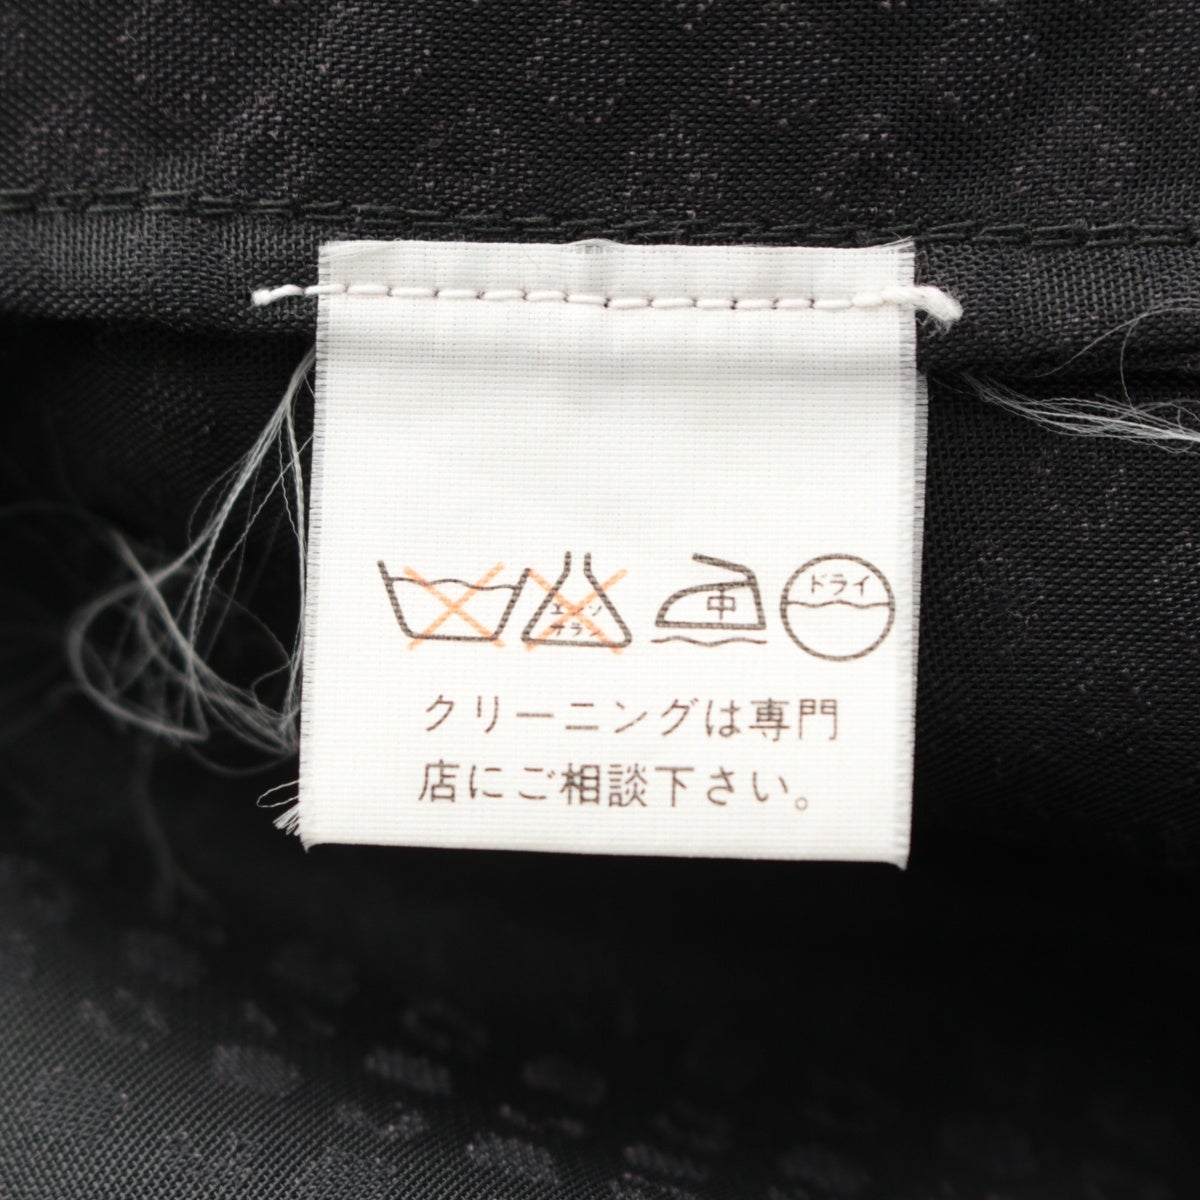 エンソ
サラシ
中
ドライ
クリーニングは専門
店にご相談下さい。